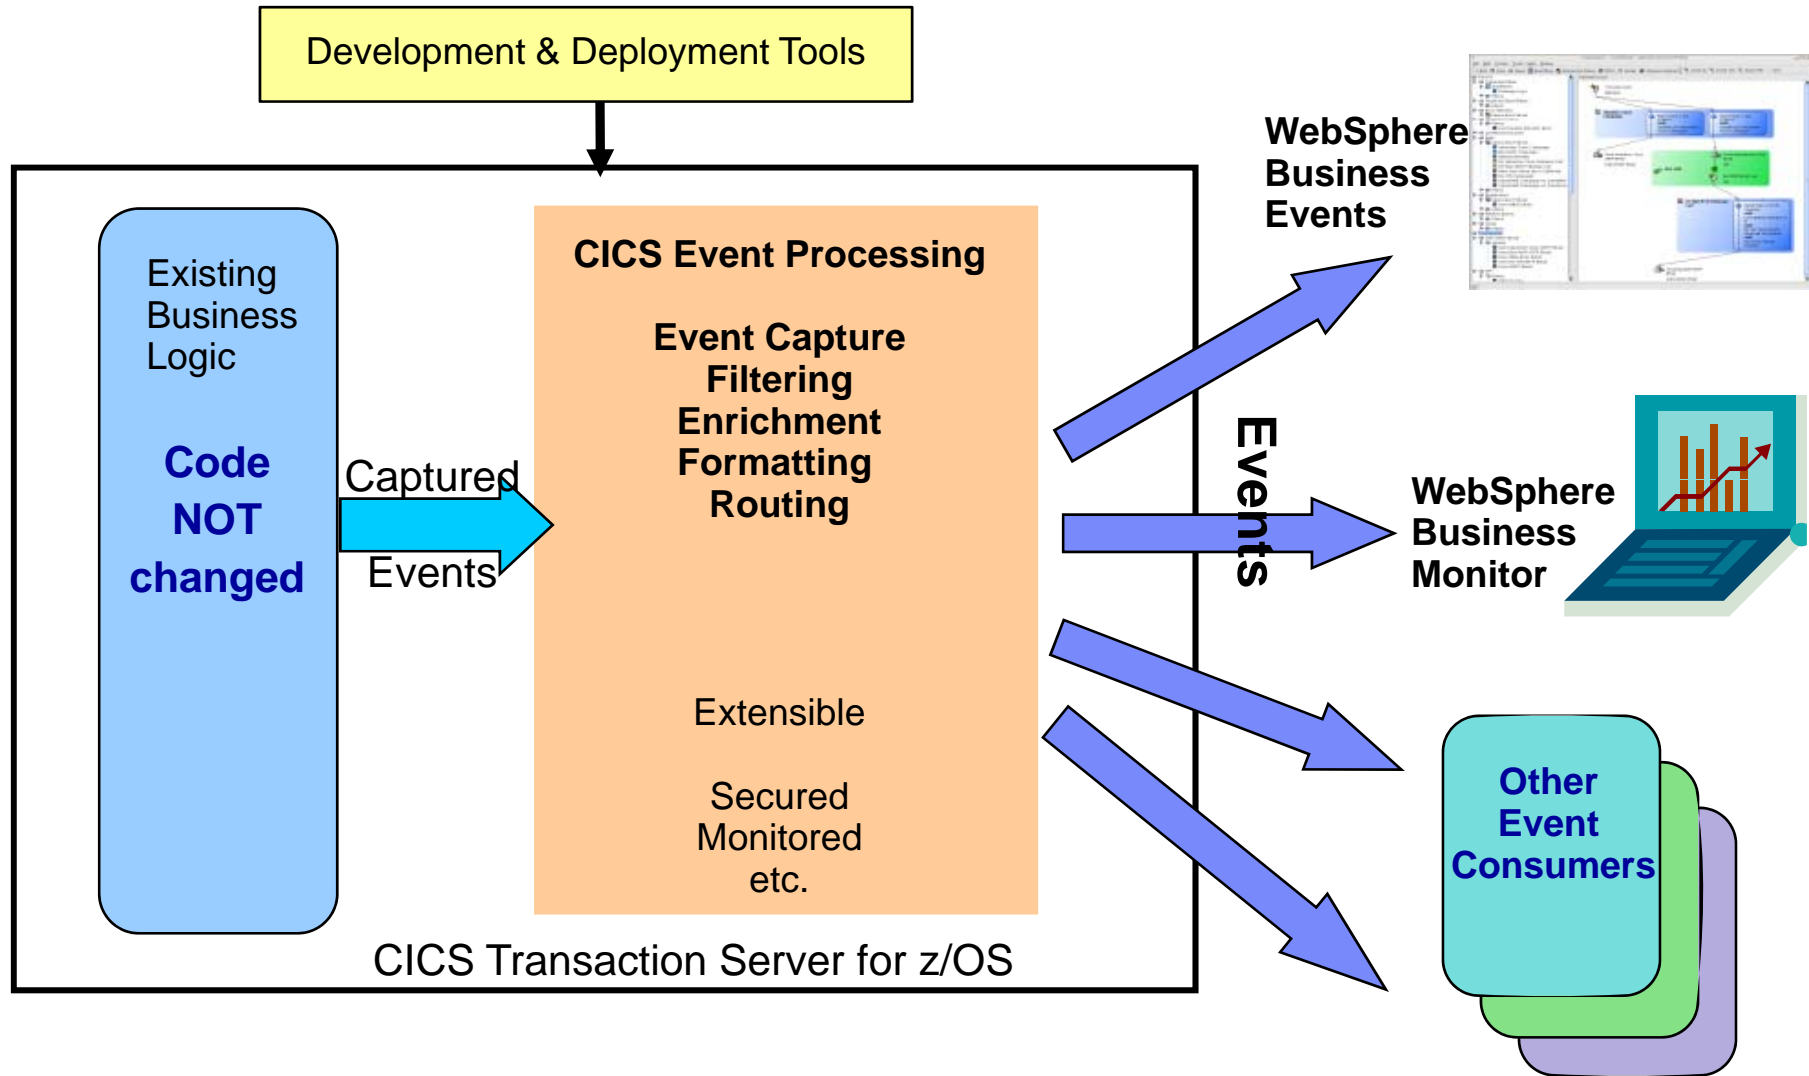 Development & Deployment Tools
Existing
Business
Logic
Code
NOT
changed
Captured
Events
CICS Event Processing
Event Capture
Filtering
Enrichment
Formatting
Routing
Extensible
Secured
Monitored
etc.
CICS Transaction Server for z/OS
Events
WebSphere
Business
Events
WebSphere
Business
Monitor
Other
Event
Consumers